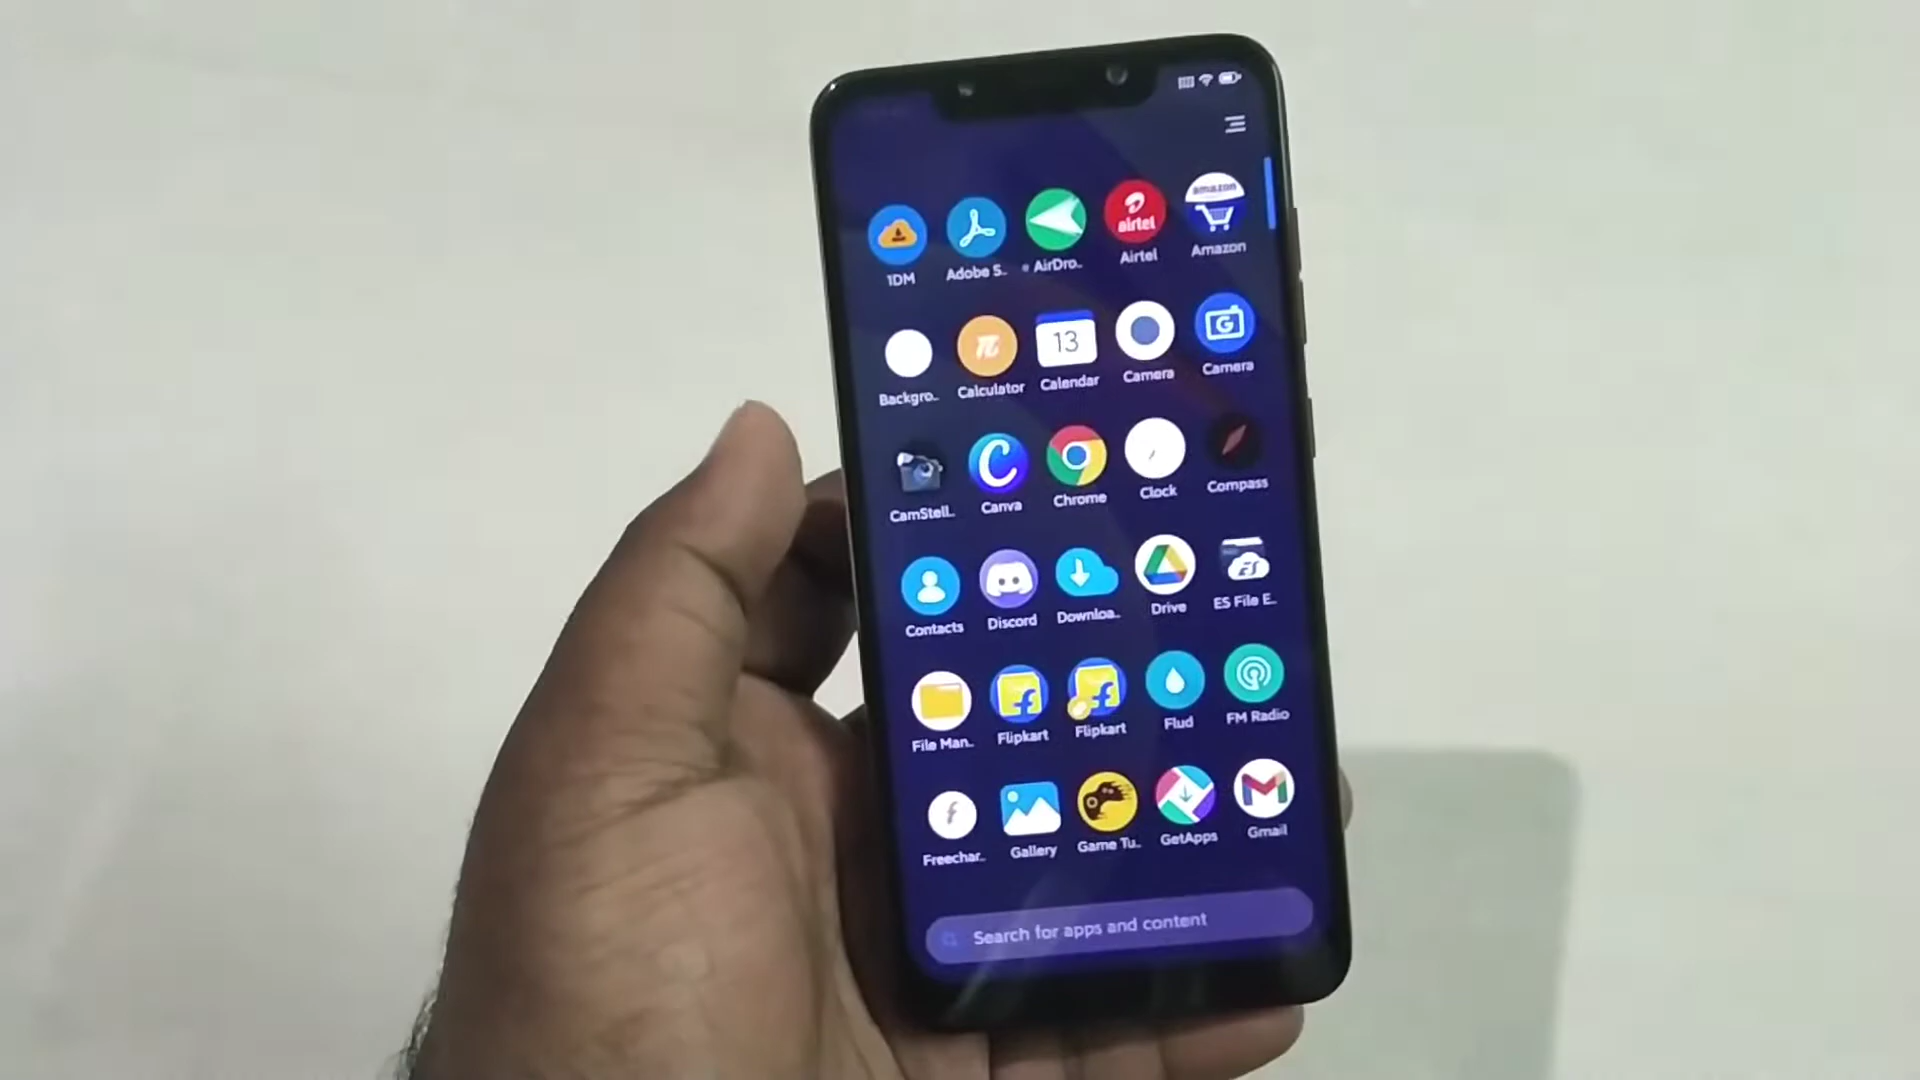 amazon
airtel
1DM
Adobe S..
AirDro..
Airtel
Amazon
π
13
G
Backgro..
Calculator
Calendar
Camera
Camera
C
CamStell..
Canva
Chrome
Clock
Compass
ES
Contacts
Discord
Downloa..
Drive
ES File E..
f
f
File Man..
Flipkart
Flipkart
Flud
FM Radio
f
M
Freechar..
Gallery
Game Tu..
GetApps
Gmail
Search for apps and content